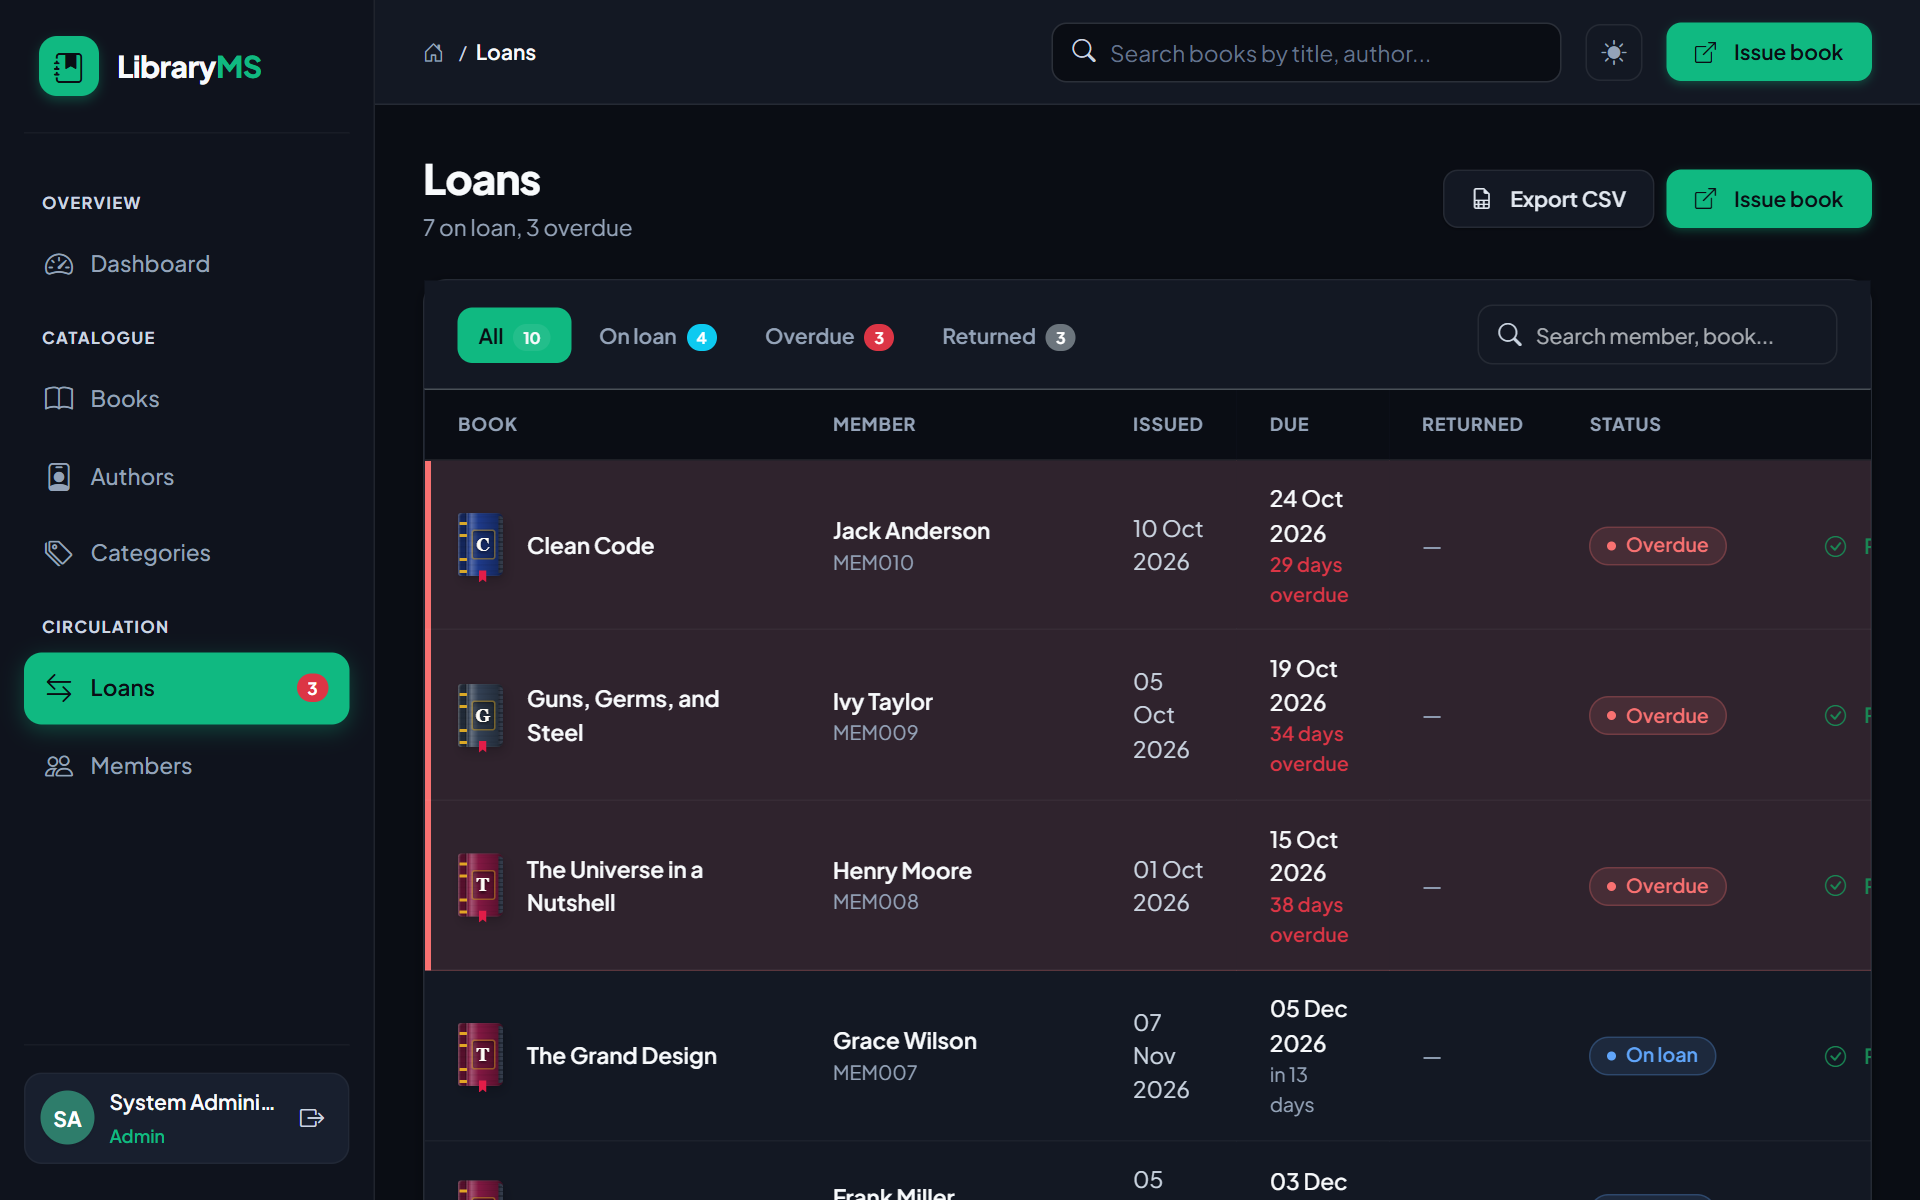 LibraryMS
OVERVIEW
Dashboard
CATALOGUE
Books
Authors
Categories
CIRCULATION
Loans 3
Members
SA
System Admini...
Admin
/ Loans
Search books by title, author...
Issue book
Loans
7 on loan, 3 overdue
Export CSV
Issue book
All 10
On loan 4
Overdue 3
Returned 3
Search member, book...
BOOK MEMBER ISSUED DUE RETURNED STATUS
C
Clean Code
Jack Anderson
MEM010
10 Oct
2026
24 Oct
2026
29 days
overdue
—
Overdue
G
Guns, Germs, and
Steel
Ivy Taylor
MEM009
05
Oct
2026
19 Oct
2026
34 days
overdue
—
Overdue
T
The Universe in a
Nutshell
Henry Moore
MEM008
01 Oct
2026
15 Oct
2026
38 days
overdue
—
Overdue
T
The Grand Design
Grace Wilson
MEM007
07
Nov
2026
05 Dec
2026
in 13
days
—
On loan
Frank Miller
05
03 Dec